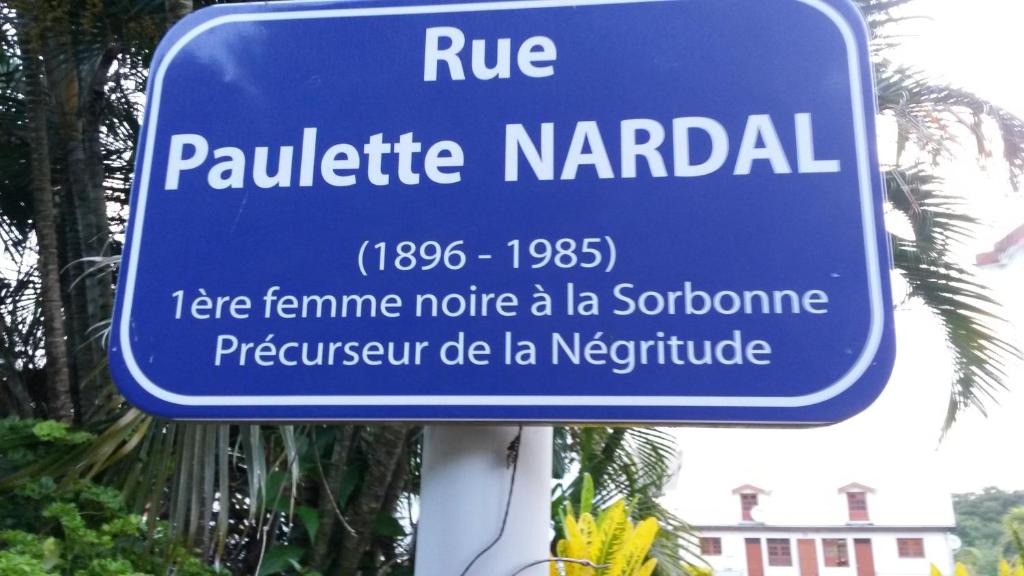 Rue
Paulette NARDAL
(1896 - 1985)
1ère femme noire à la Sorbonne
Précurseur de la Négritude